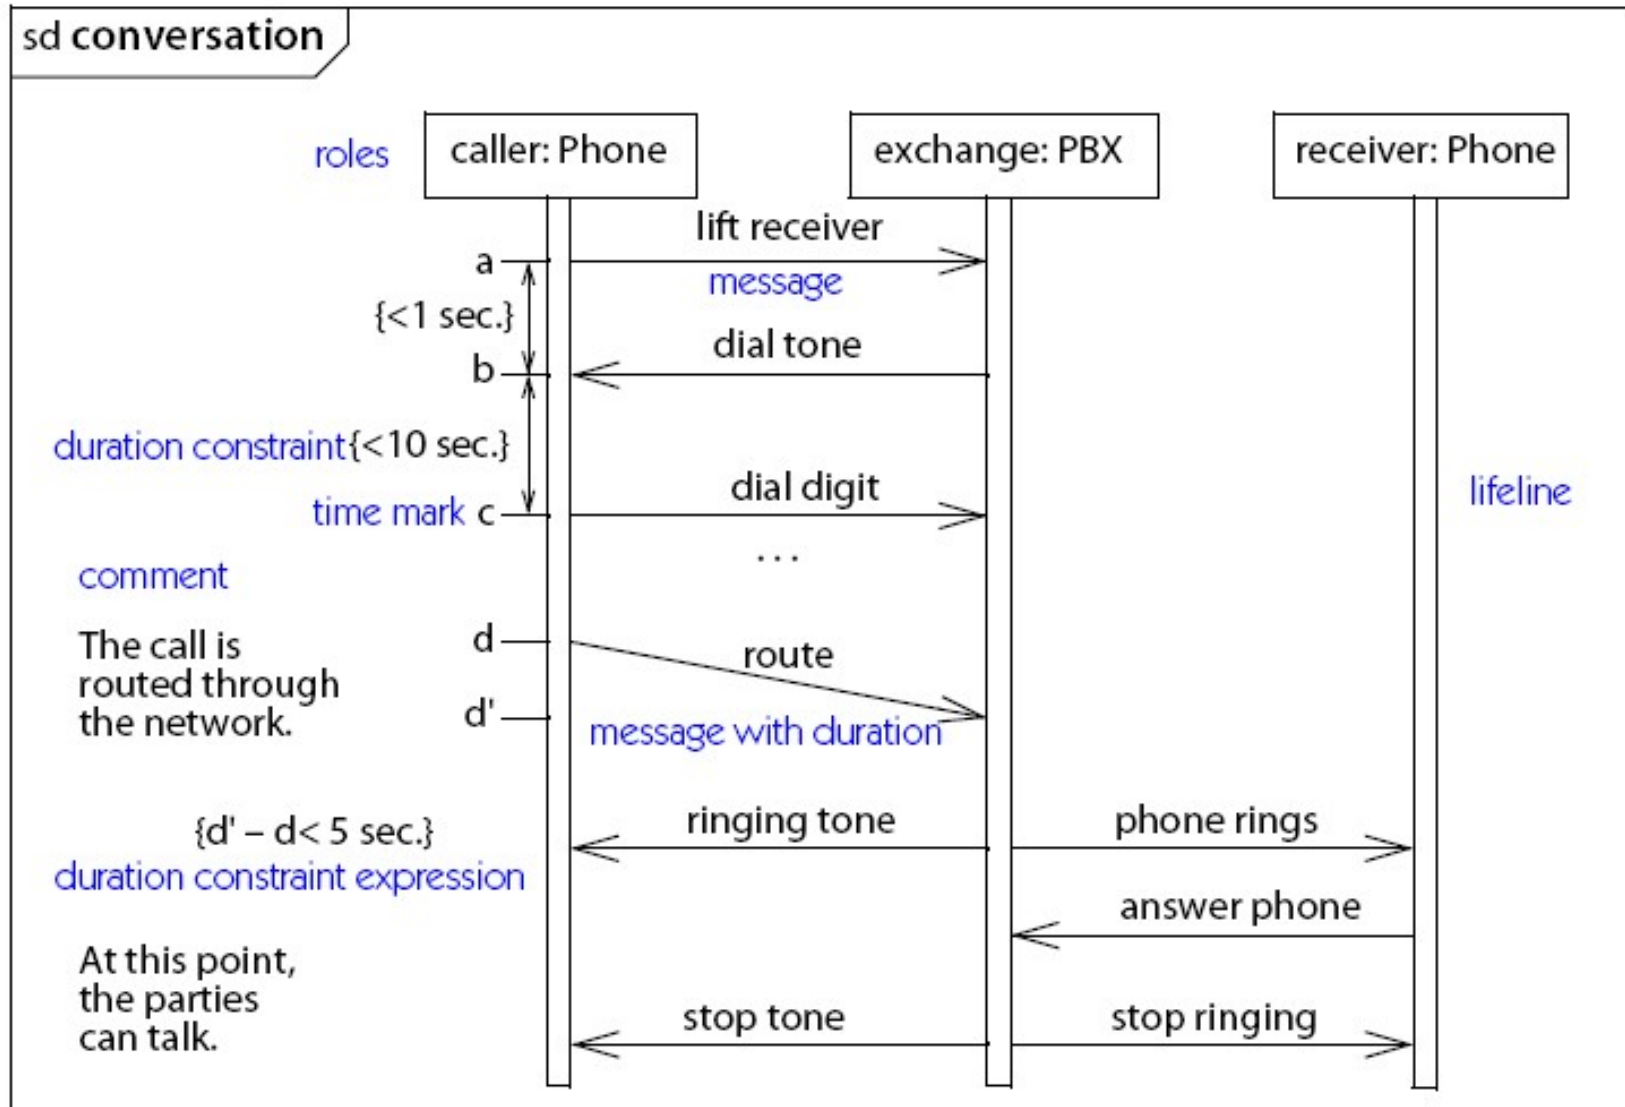 sd conversation
roles
caller: Phone
exchange: PBX
receiver: Phone
lift receiver
a
message
{<1 sec.}
dial tone
b
duration constraint {<10 sec.}
dial digit
time mark c
lifeline
...
comment
The call is
routed through
the network.
d
route
d'
message with duration
ringing tone
phone rings
{d' – d< 5 sec.}
duration constraint expression
answer phone
At this point,
the parties
can talk.
stop tone
stop ringing